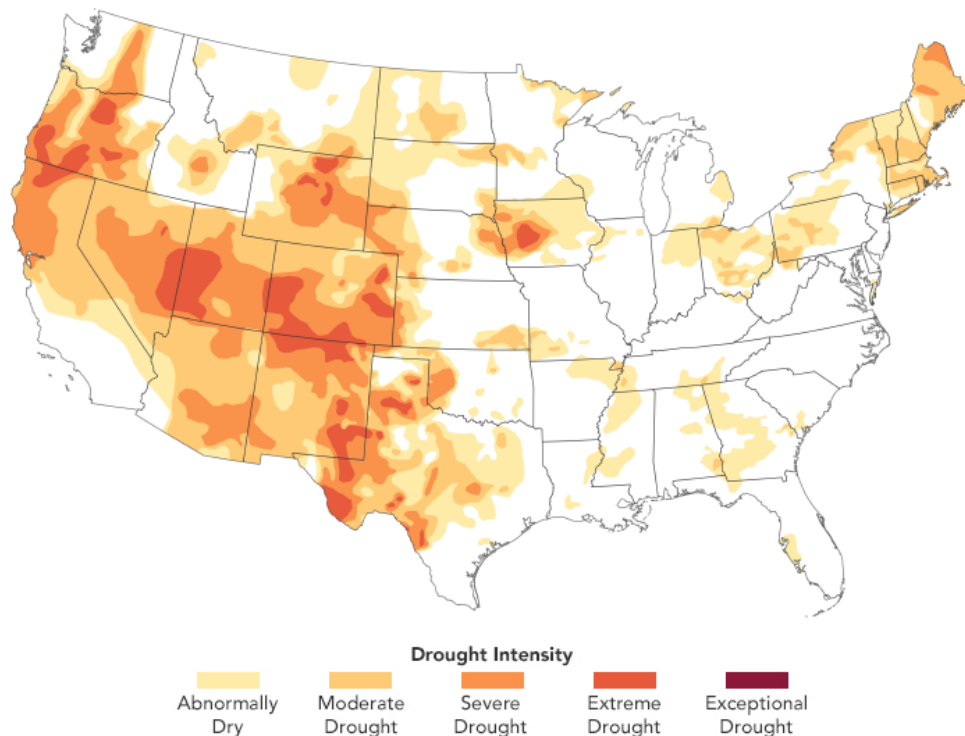 Drought Intensity
Abnormally Dry
Moderate Drought
Severe Drought
Extreme Drought
Exceptional Drought